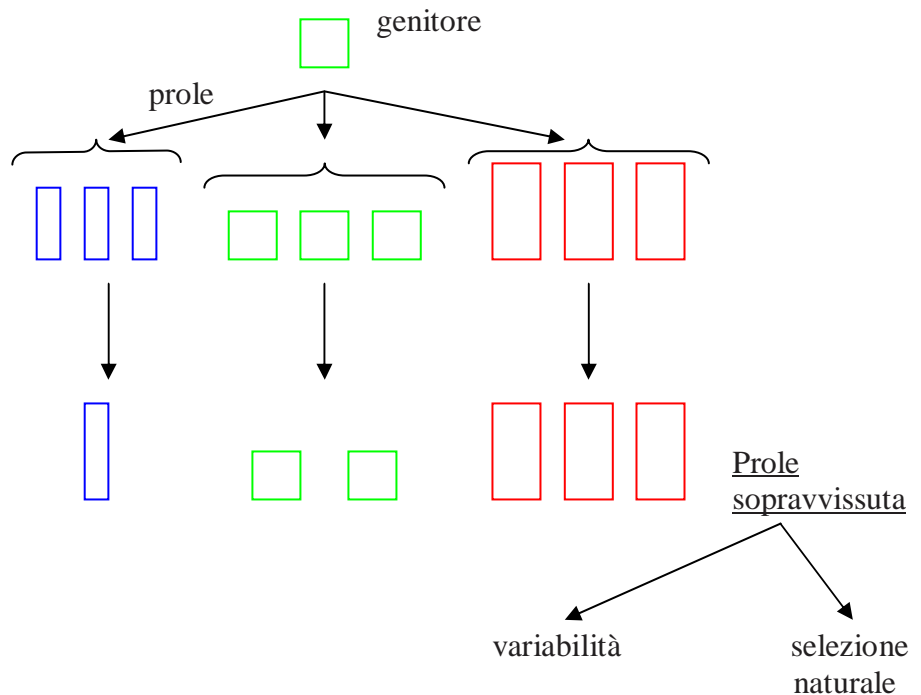 genitore
prole
Prole
sopravvissuta
variabilità
selezione
naturale